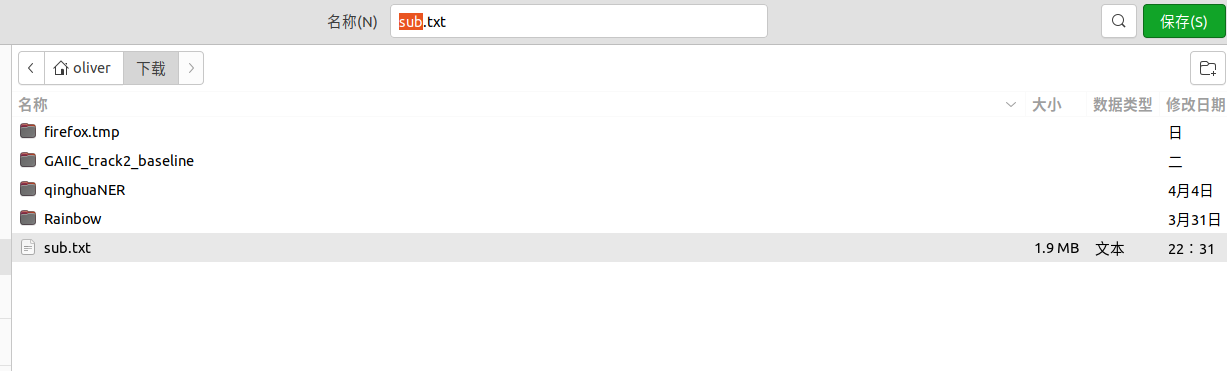 名称(N) sub.txt 保存(S)
oliver 下载
名称 大小 数据类型 修改日期
firefox.tmp 日
GAIIC_track2_baseline 二
qinghuaNER 4月4日
Rainbow 3月31日
sub.txt 1.9 MB 文本 22：31